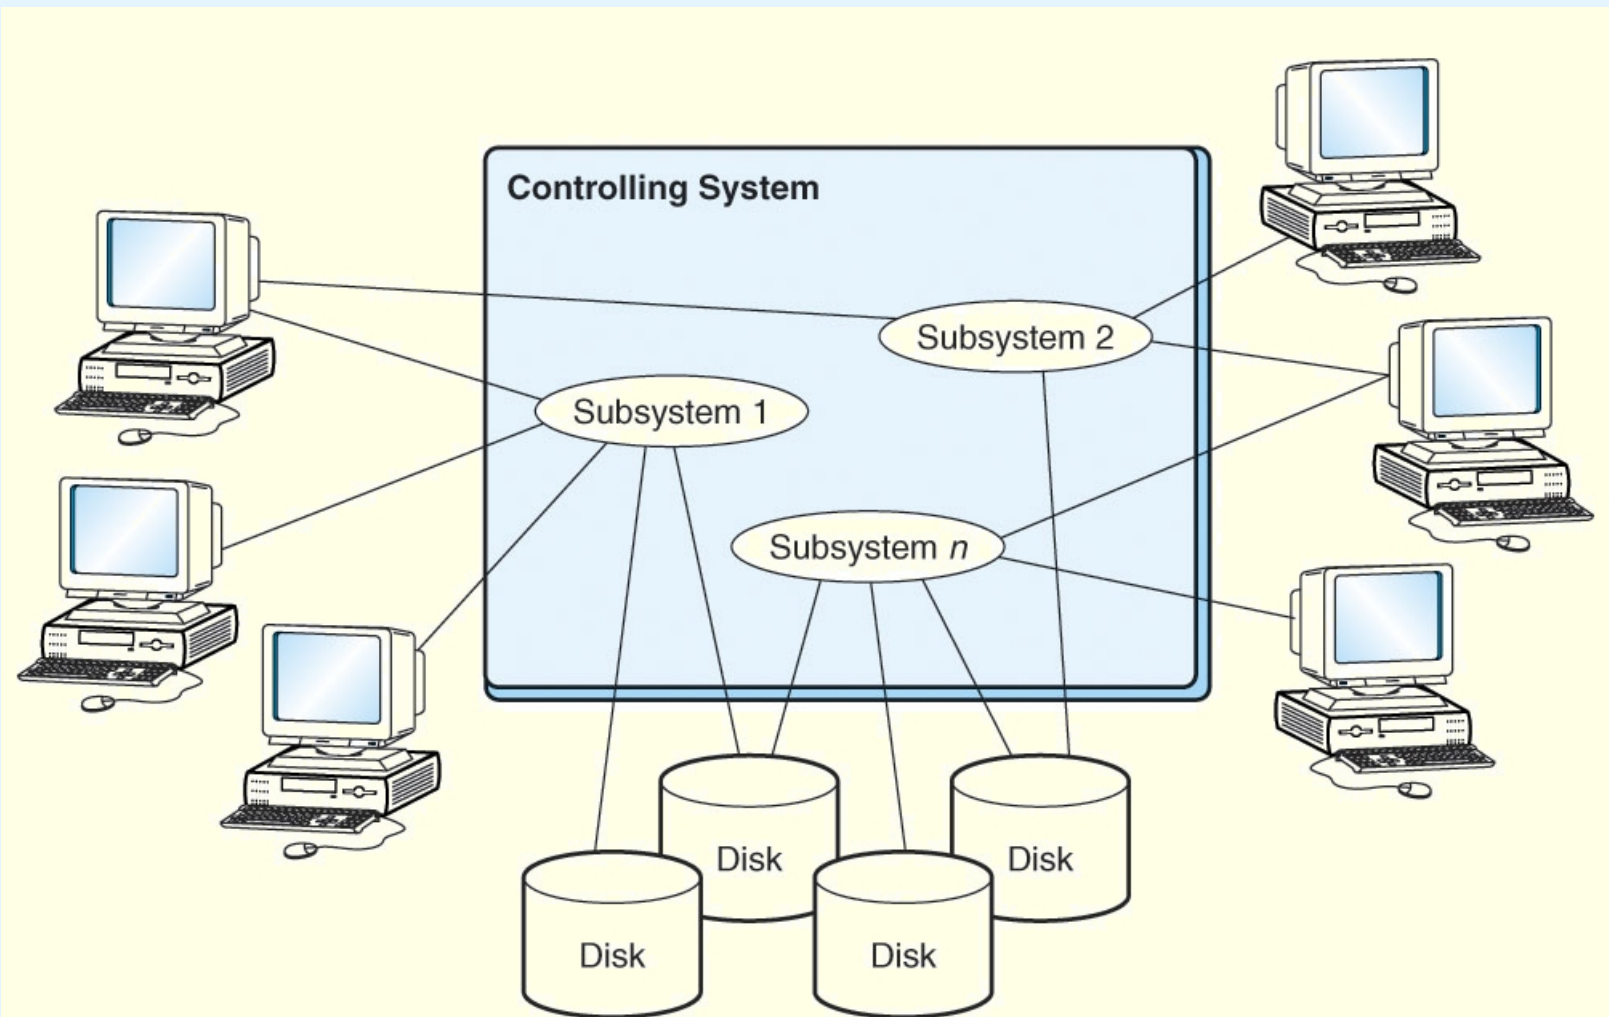 Controlling System
Subsystem 2
Subsystem 1
Subsystem n
Disk
Disk
Disk
Disk